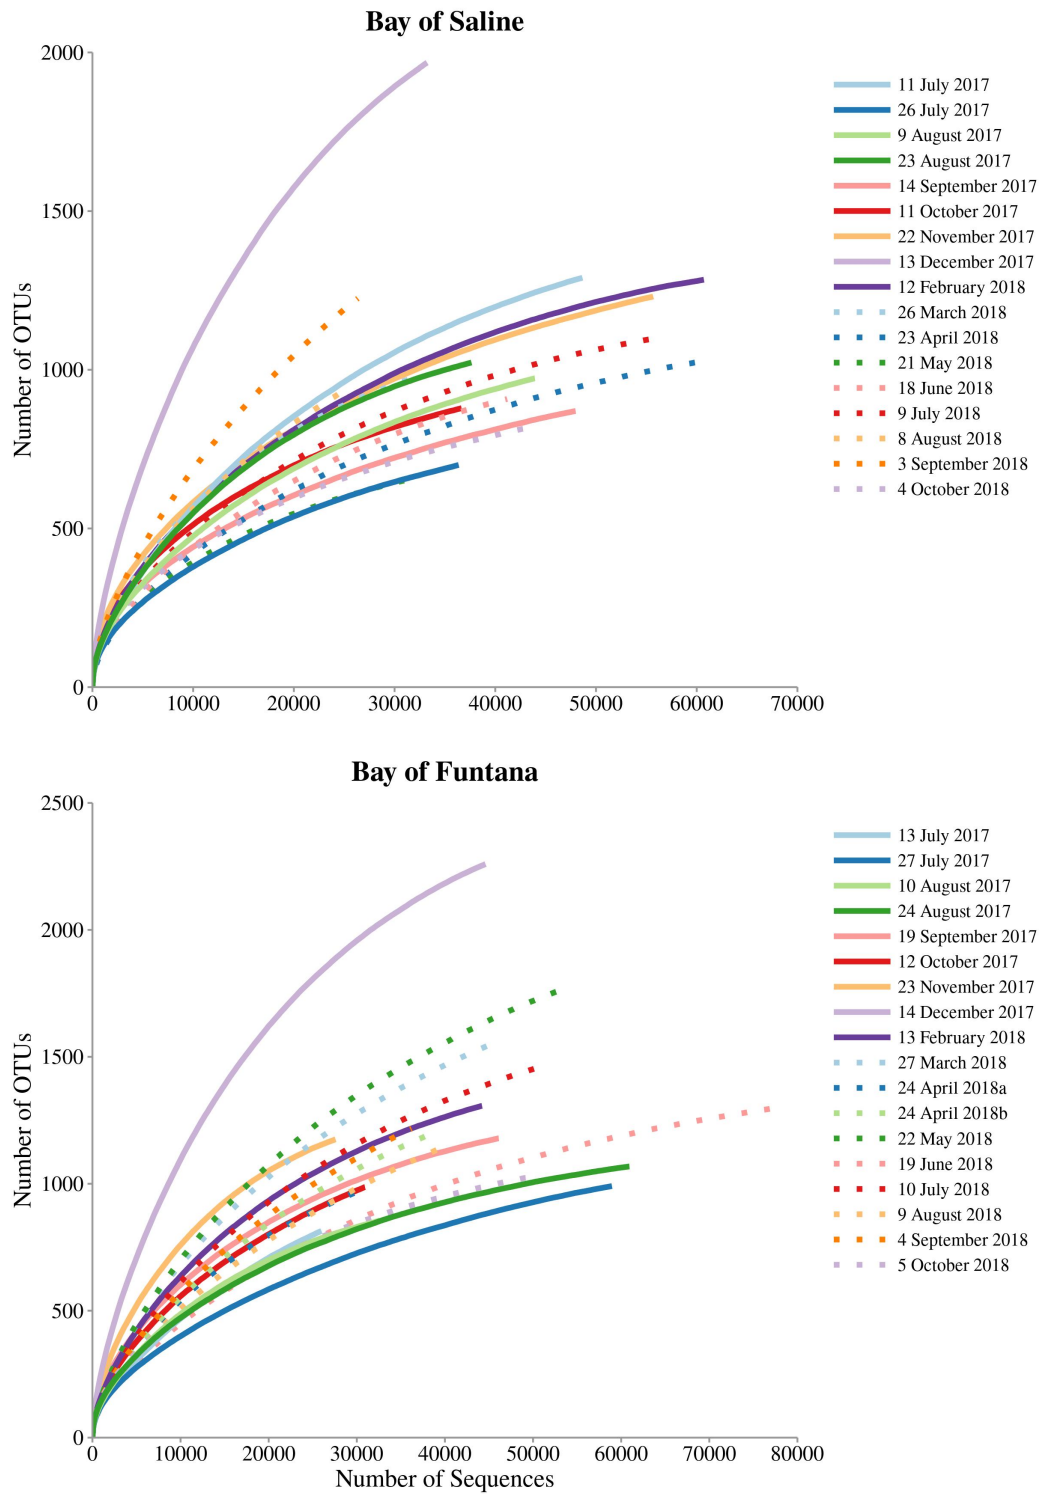 Bay of Saline
2000
1500
1000
500
0
Number of OTUs
0 10000 20000 30000 40000 50000 60000 70000
11 July 2017
26 July 2017
9 August 2017
23 August 2017
14 September 2017
11 October 2017
22 November 2017
13 December 2017
12 February 2018
26 March 2018
23 April 2018
21 May 2018
18 June 2018
9 July 2018
8 August 2018
3 September 2018
4 October 2018
Bay of Funtana
2500
2000
1500
1000
500
0
Number of OTUs
0 10000 20000 30000 40000 50000 60000 70000 80000
Number of Sequences
13 July 2017
27 July 2017
10 August 2017
24 August 2017
19 September 2017
12 October 2017
23 November 2017
14 December 2017
13 February 2018
27 March 2018
24 April 2018a
24 April 2018b
22 May 2018
19 June 2018
10 July 2018
9 August 2018
4 September 2018
5 October 2018